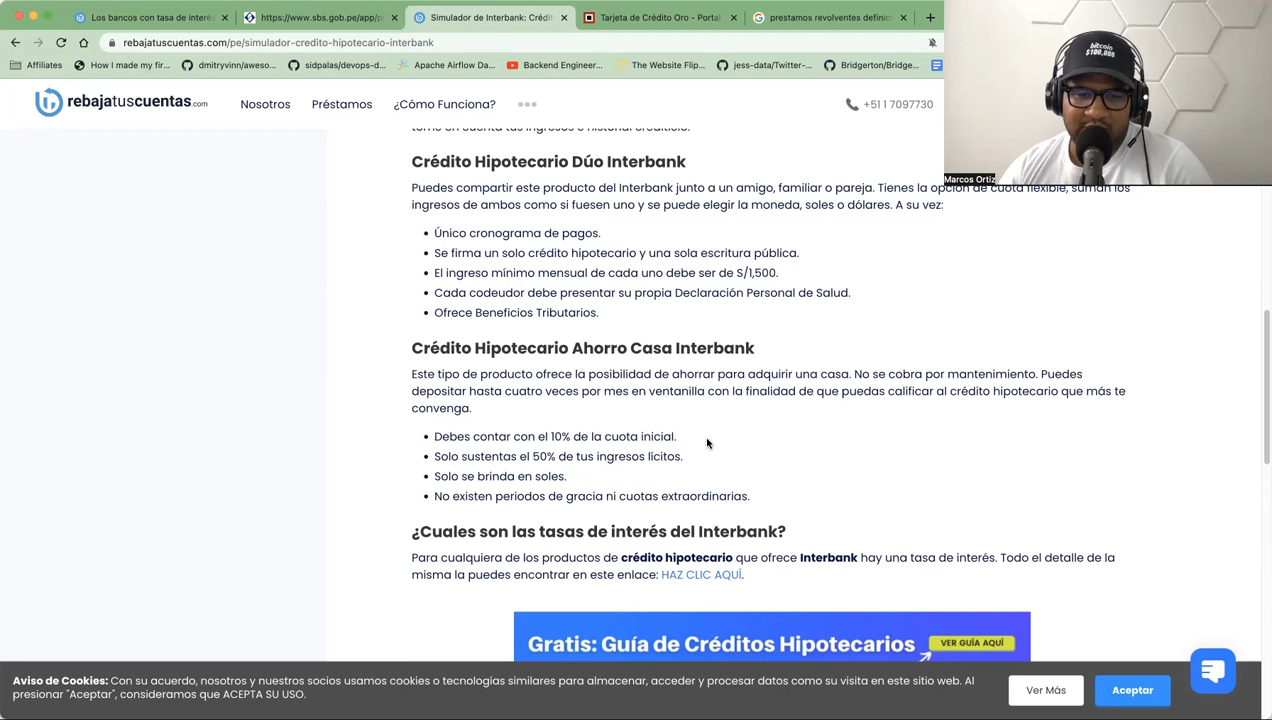 Los bancos con tasa de interés
https://www.sbs.gob.pe/app/p
Simulador de Interbank: Crédit
Tarjeta de Crédito Oro - Portal
prestamos revolventes definici
rebajatuscuentas.com/pe/simulador-credito-hipotecario-interbank
Affiliates
How I made my fir...
dmitryvinn/aweso...
sidpalas/devops-d...
Apache Airflow Da...
Backend Engineer...
The Website Flip...
jess-data/Twitter-...
Bridgerton/Bridge...
bitcoin
$100,000
Marcos Ortiz
rebajatuscuentas.com
Nosotros
Préstamos
¿Cómo Funciona?
+51 1 7097730
tome en cuenta tus ingresos o historial crediticio.
Crédito Hipotecario Dúo Interbank
Puedes compartir este producto del Interbank junto a un amigo, familiar o pareja. Tienes la opción de cuota flexible, suman los
ingresos de ambos como si fuesen uno y se puede elegir la moneda, soles o dólares. A su vez:
• Único cronograma de pagos.
• Se firma un solo crédito hipotecario y una sola escritura pública.
• El ingreso mínimo mensual de cada uno debe ser de S/1,500.
• Cada codeudor debe presentar su propia Declaración Personal de Salud.
• Ofrece Beneficios Tributarios.
Crédito Hipotecario Ahorro Casa Interbank
Este tipo de producto ofrece la posibilidad de ahorrar para adquirir una casa. No se cobra por mantenimiento. Puedes
depositar hasta cuatro veces por mes en ventanilla con la finalidad de que puedas calificar al crédito hipotecario que más te
convenga.
• Debes contar con el 10% de la cuota inicial.
• Solo sustentas el 50% de tus ingresos lícitos.
• Solo se brinda en soles.
• No existen periodos de gracia ni cuotas extraordinarias.
¿Cuales son las tasas de interés del Interbank?
Para cualquiera de los productos de crédito hipotecario que ofrece Interbank hay una tasa de interés. Todo el detalle de la
misma la puedes encontrar en este enlace: HAZ CLIC AQUÍ.
Gratis: Guía de Créditos Hipotecarios
VER GUÍA AQUÍ
Aviso de Cookies: Con su acuerdo, nosotros y nuestros socios usamos cookies o tecnologías similares para almacenar, acceder y procesar datos como su visita en este sitio web. Al
presionar "Aceptar", consideramos que ACEPTA SU USO.
Ver Más
Aceptar